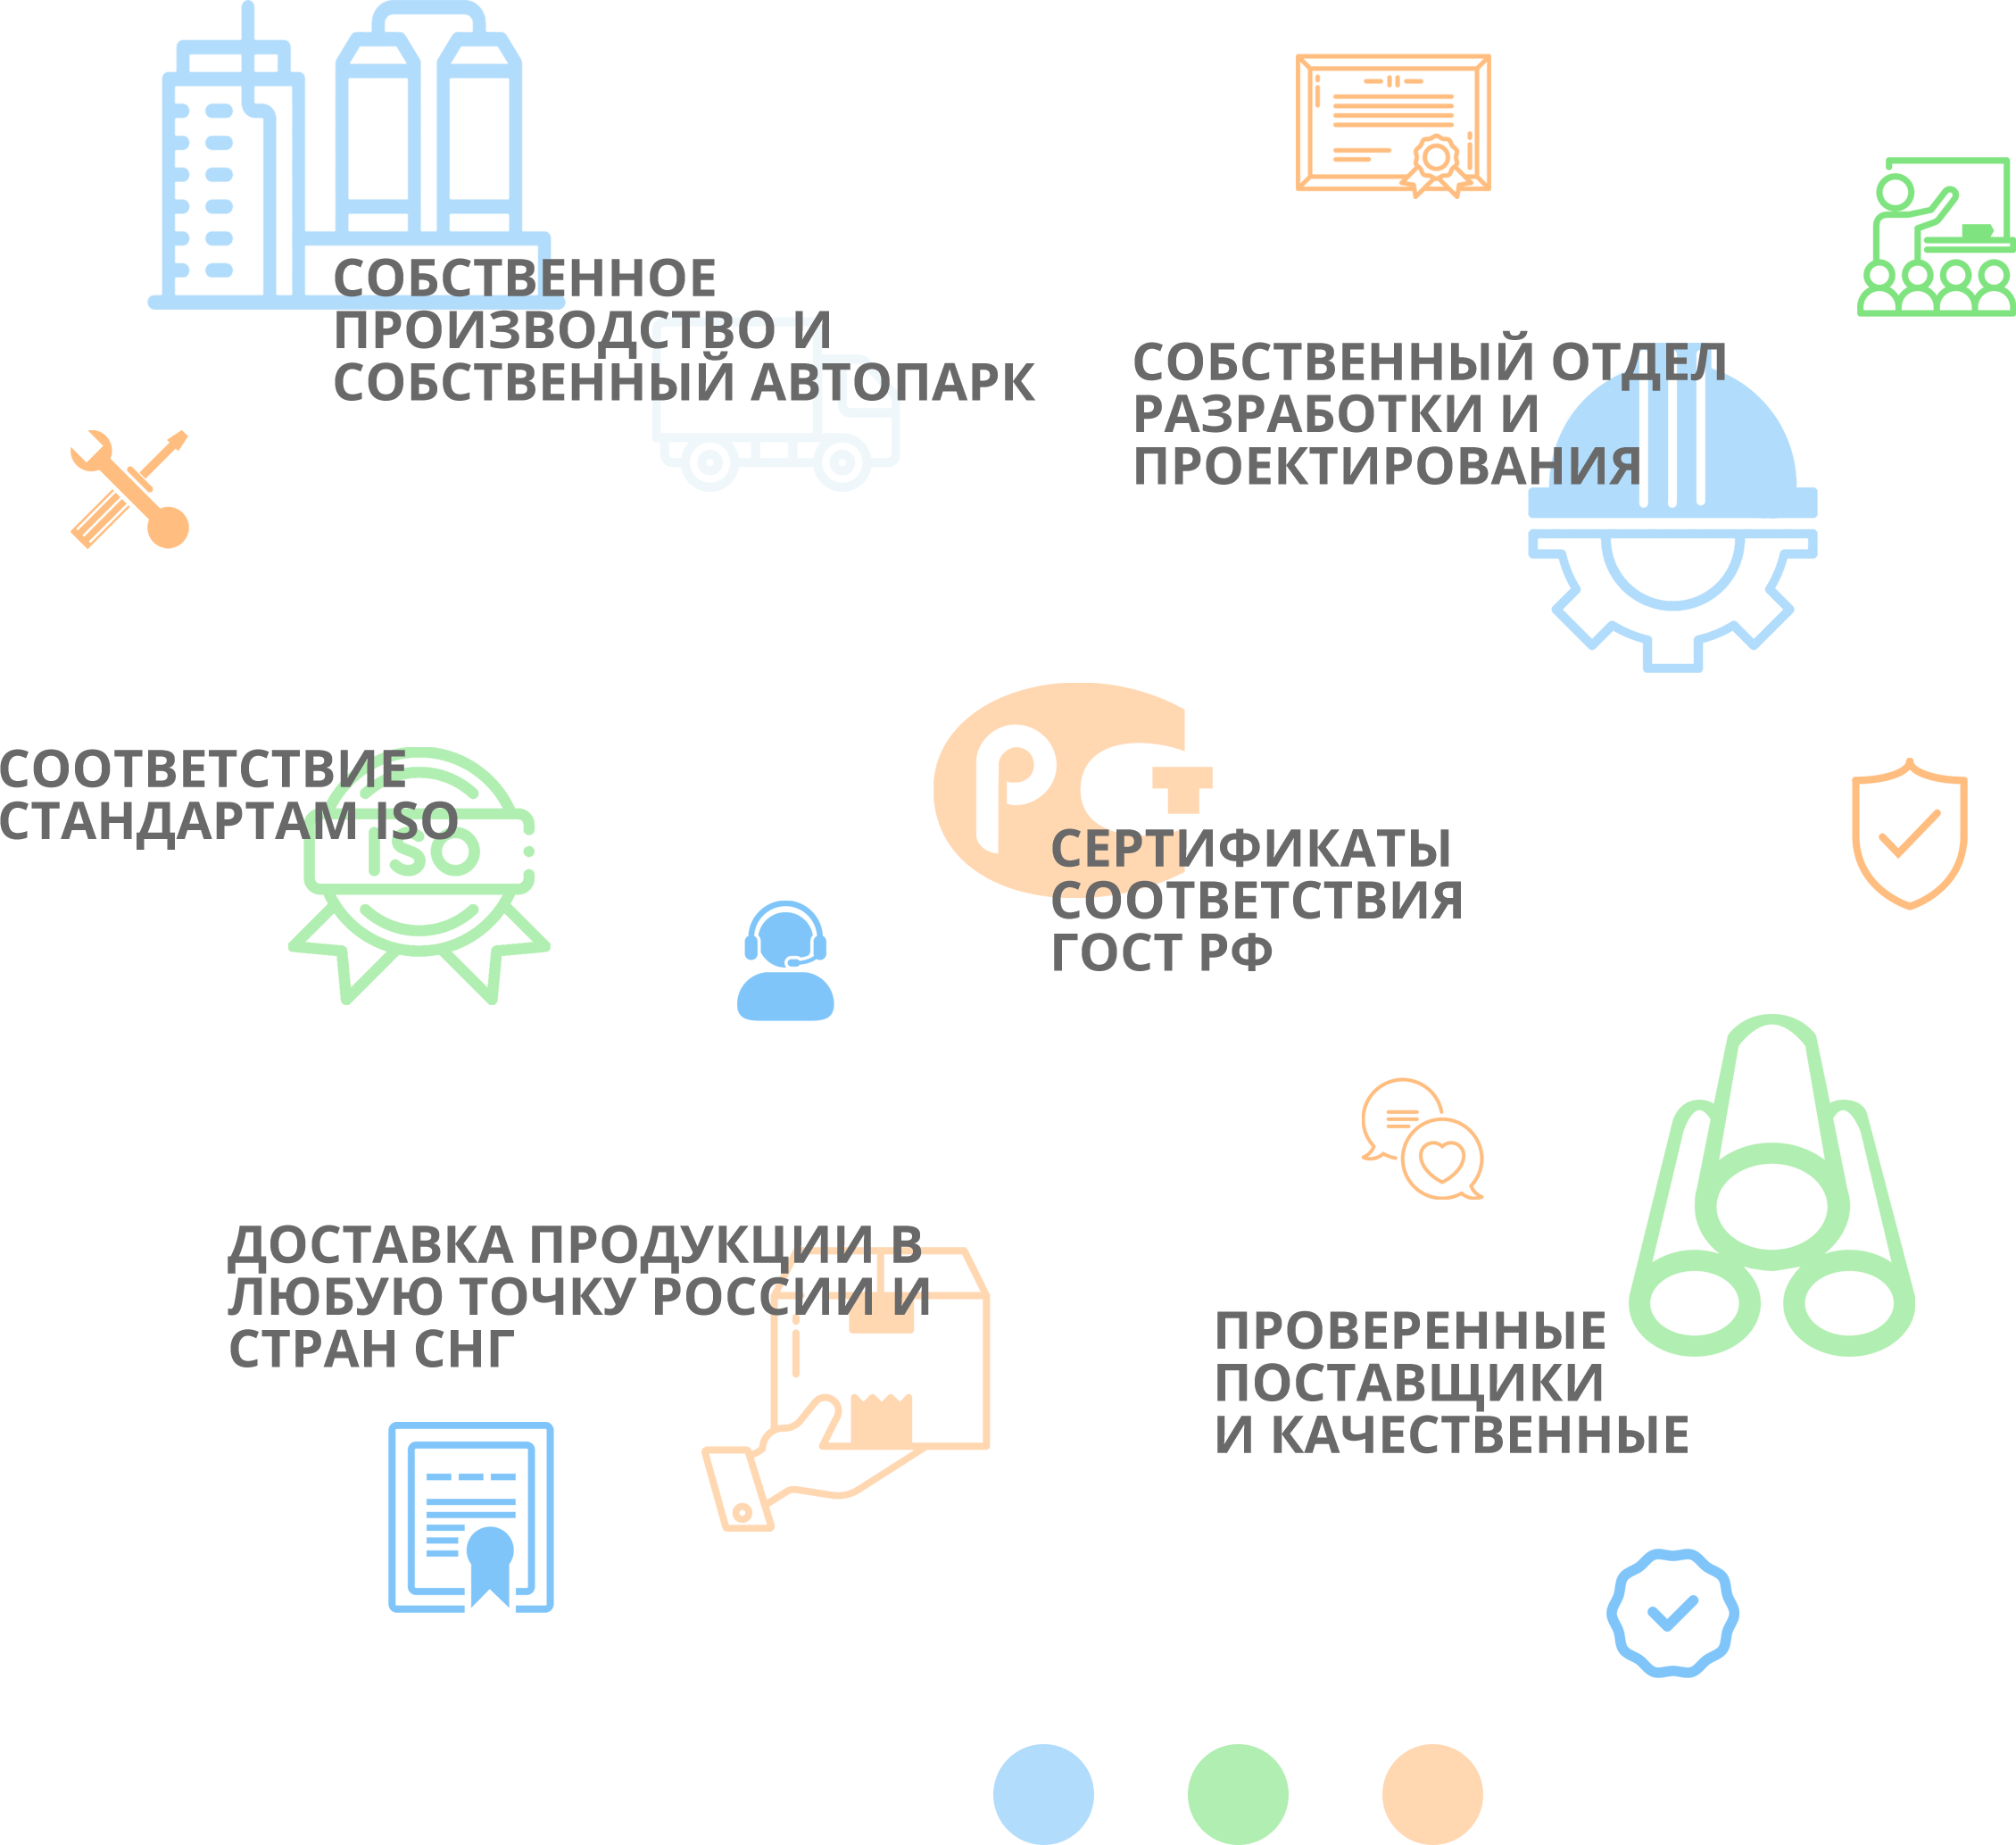 СОБСТВЕННОЕ
ПРОИЗВОДСТВО И
СОБСТВЕННЫЙ АВТОПАРК
СОБСТВЕННЫЙ ОТДЕЛ
РАЗРАБОТКИ И
ПРОЕКТИРОВАНИЯ
СООТВЕТСТВИЕ
СТАНДАРТАМ ISO
ISO
СЕРТИФИКАТЫ
СООТВЕТСТВИЯ
ГОСТ РФ
ДОСТАВКА ПРОДУКЦИИ В
ЛЮБУЮ ТОЧКУ РОССИИИ И
СТРАН СНГ
ПРОВЕРЕННЫЕ
ПОСТАВЩИКИ
И КАЧЕСТВЕННЫЕ